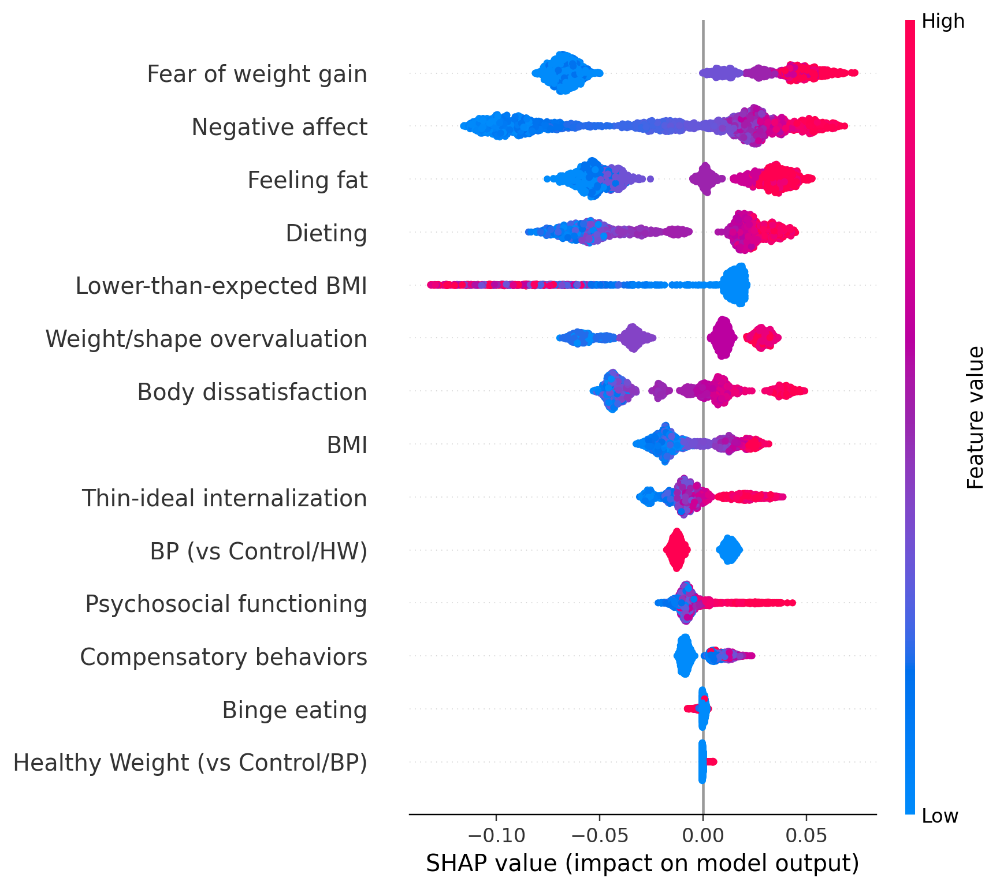 High
Fear of weight gain
Negative affect
Feeling fat
Dieting
Lower-than-expected BMI
Weight/shape overvaluation
Body dissatisfaction
BMI
Thin-ideal internalization
BP (vs Control/HW)
Psychosocial functioning
Compensatory behaviors
Binge eating
Healthy Weight (vs Control/BP)
Feature value
Low
−0.10 −0.05 0.00 0.05
SHAP value (impact on model output)